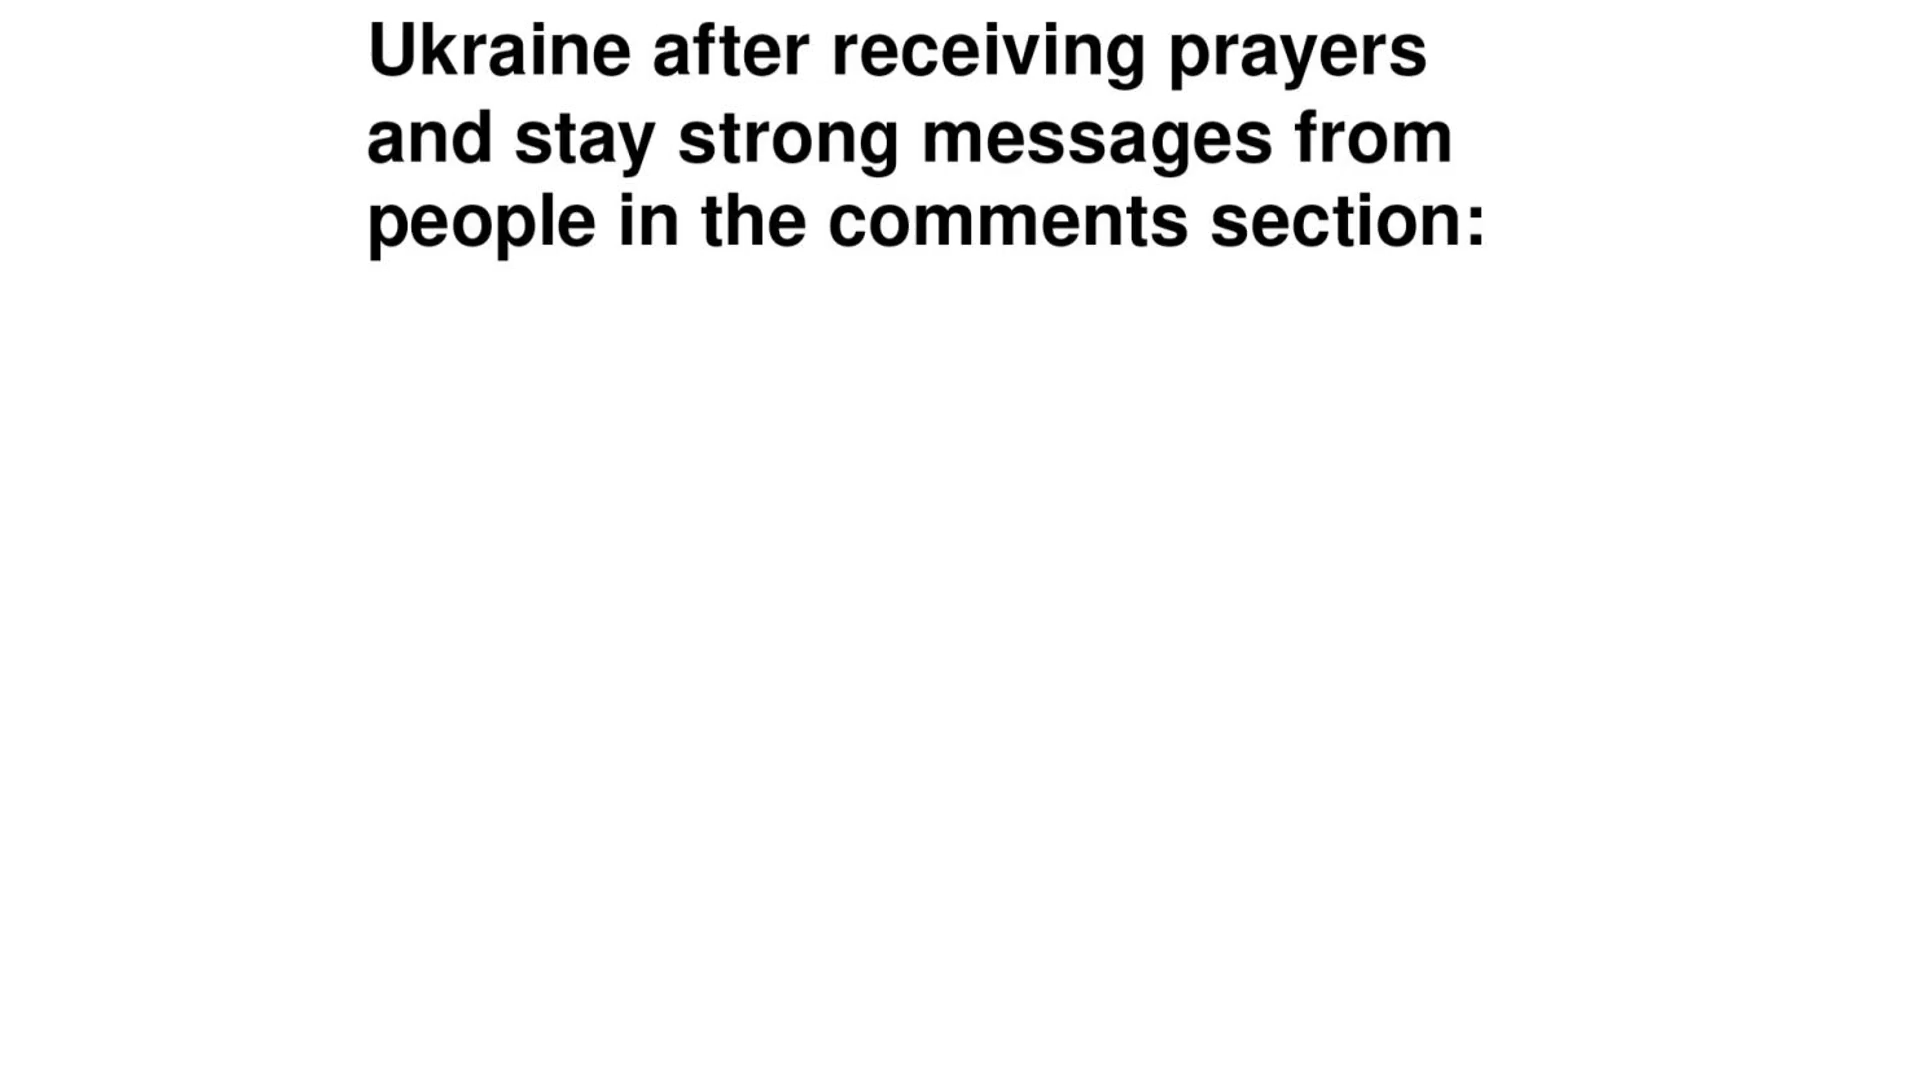 Ukraine after receiving prayers
and stay strong messages from
people in the comments section: